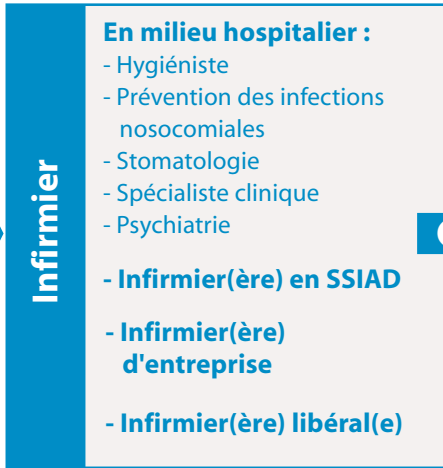 Infirmier
En milieu hospitalier :
- Hygiéniste
- Prévention des infections
nosocomiales
- Stomatologie
- Spécialiste clinique
- Psychiatrie
- Infirmier(ère) en SSIAD
- Infirmier(ère)
d'entreprise
- Infirmier(ère) libéral(e)